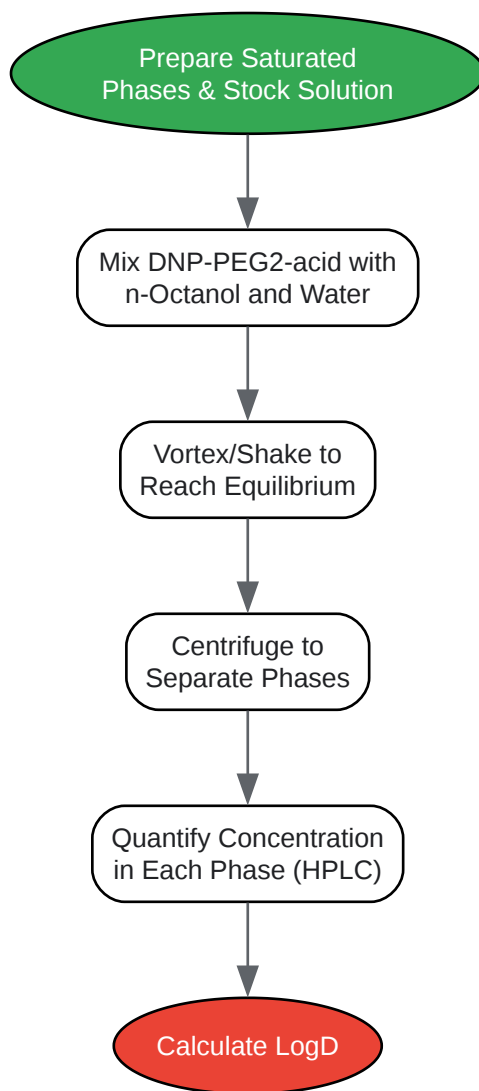 Prepare Saturated
Phases & Stock Solution
Mix DNP-PEG2-acid with
n-Octanol and Water
Vortex/Shake to
Reach Equilibrium
Centrifuge to
Separate Phases
Quantify Concentration
in Each Phase (HPLC)
Calculate LogD